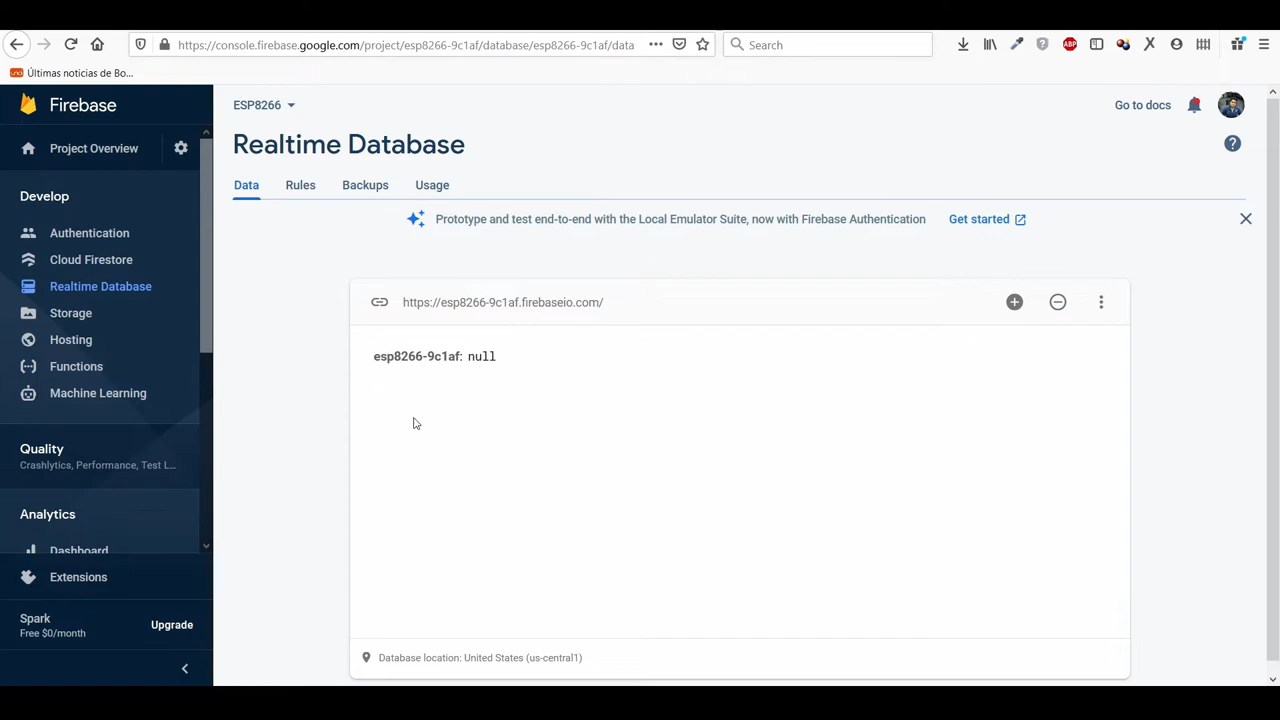 https://console.firebase.google.com/project/esp8266-9c1af/database/esp8266-9c1af/data
Search
ABP
Últimas noticias de Bo...
Firebase
ESP8266
Go to docs
Project Overview
Realtime Database
Data Rules Backups Usage
Develop
Prototype and test end-to-end with the Local Emulator Suite, now with Firebase Authentication Get started
Authentication
Cloud Firestore
Realtime Database
Storage
Hosting
Functions
Machine Learning
https://esp8266-9c1af.firebaseio.com/
esp8266-9c1af: null
Quality
Crashlytics, Performance, Test L...
Analytics
Dashboard
Extensions
Spark
Free $0/month
Upgrade
Database location: United States (us-central1)